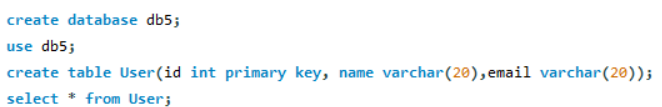 create database db5;
use db5;
create table User(id int primary key, name varchar(20),email varchar(20));
select * from User;